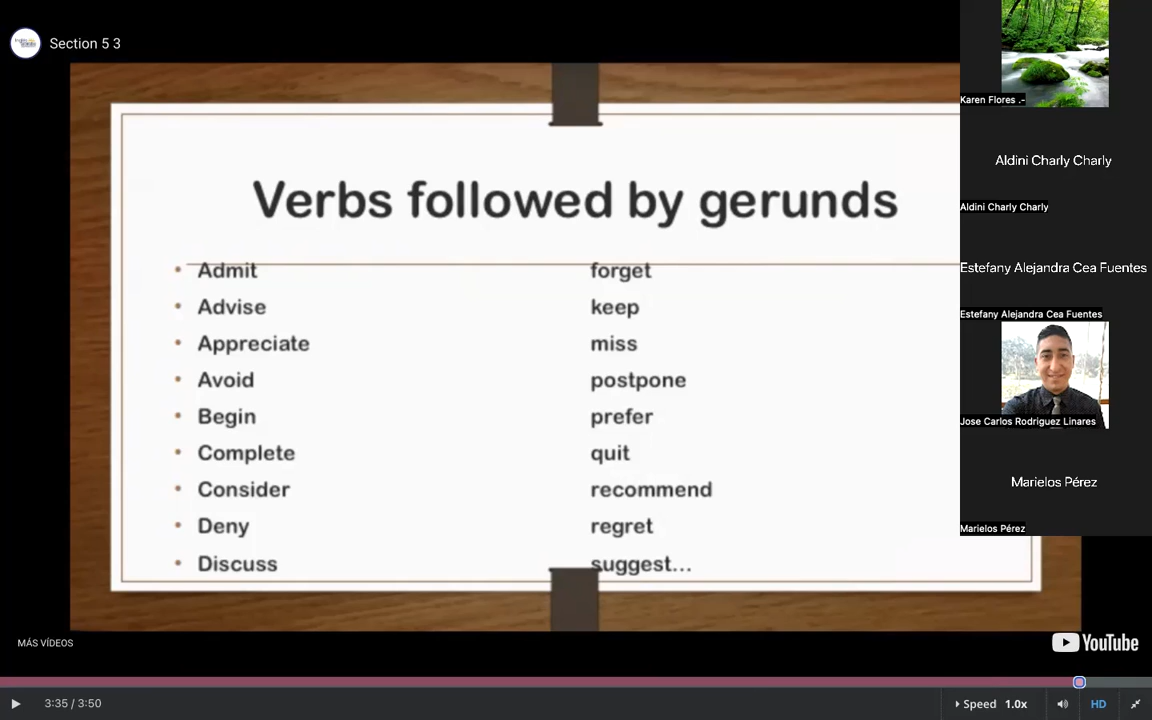 Section 5 3
Verbs followed by gerunds
• Admit
• Advise
• Appreciate
• Avoid
• Begin
• Complete
• Consider
• Deny
• Discuss
forget
keep
miss
postpone
prefer
quit
recommend
regret
suggest...
Karen Flores .-
Aldini Charly Charly
Aldini Charly Charly
Estefany Alejandra Cea Fuentes
Estefany Alejandra Cea Fuentes
Jose Carlos Rodriguez Linares
Marielos Pérez
Marielos Pérez
MÁS VÍDEOS
YouTube
3:35 / 3:50
Speed 1.0x
HD